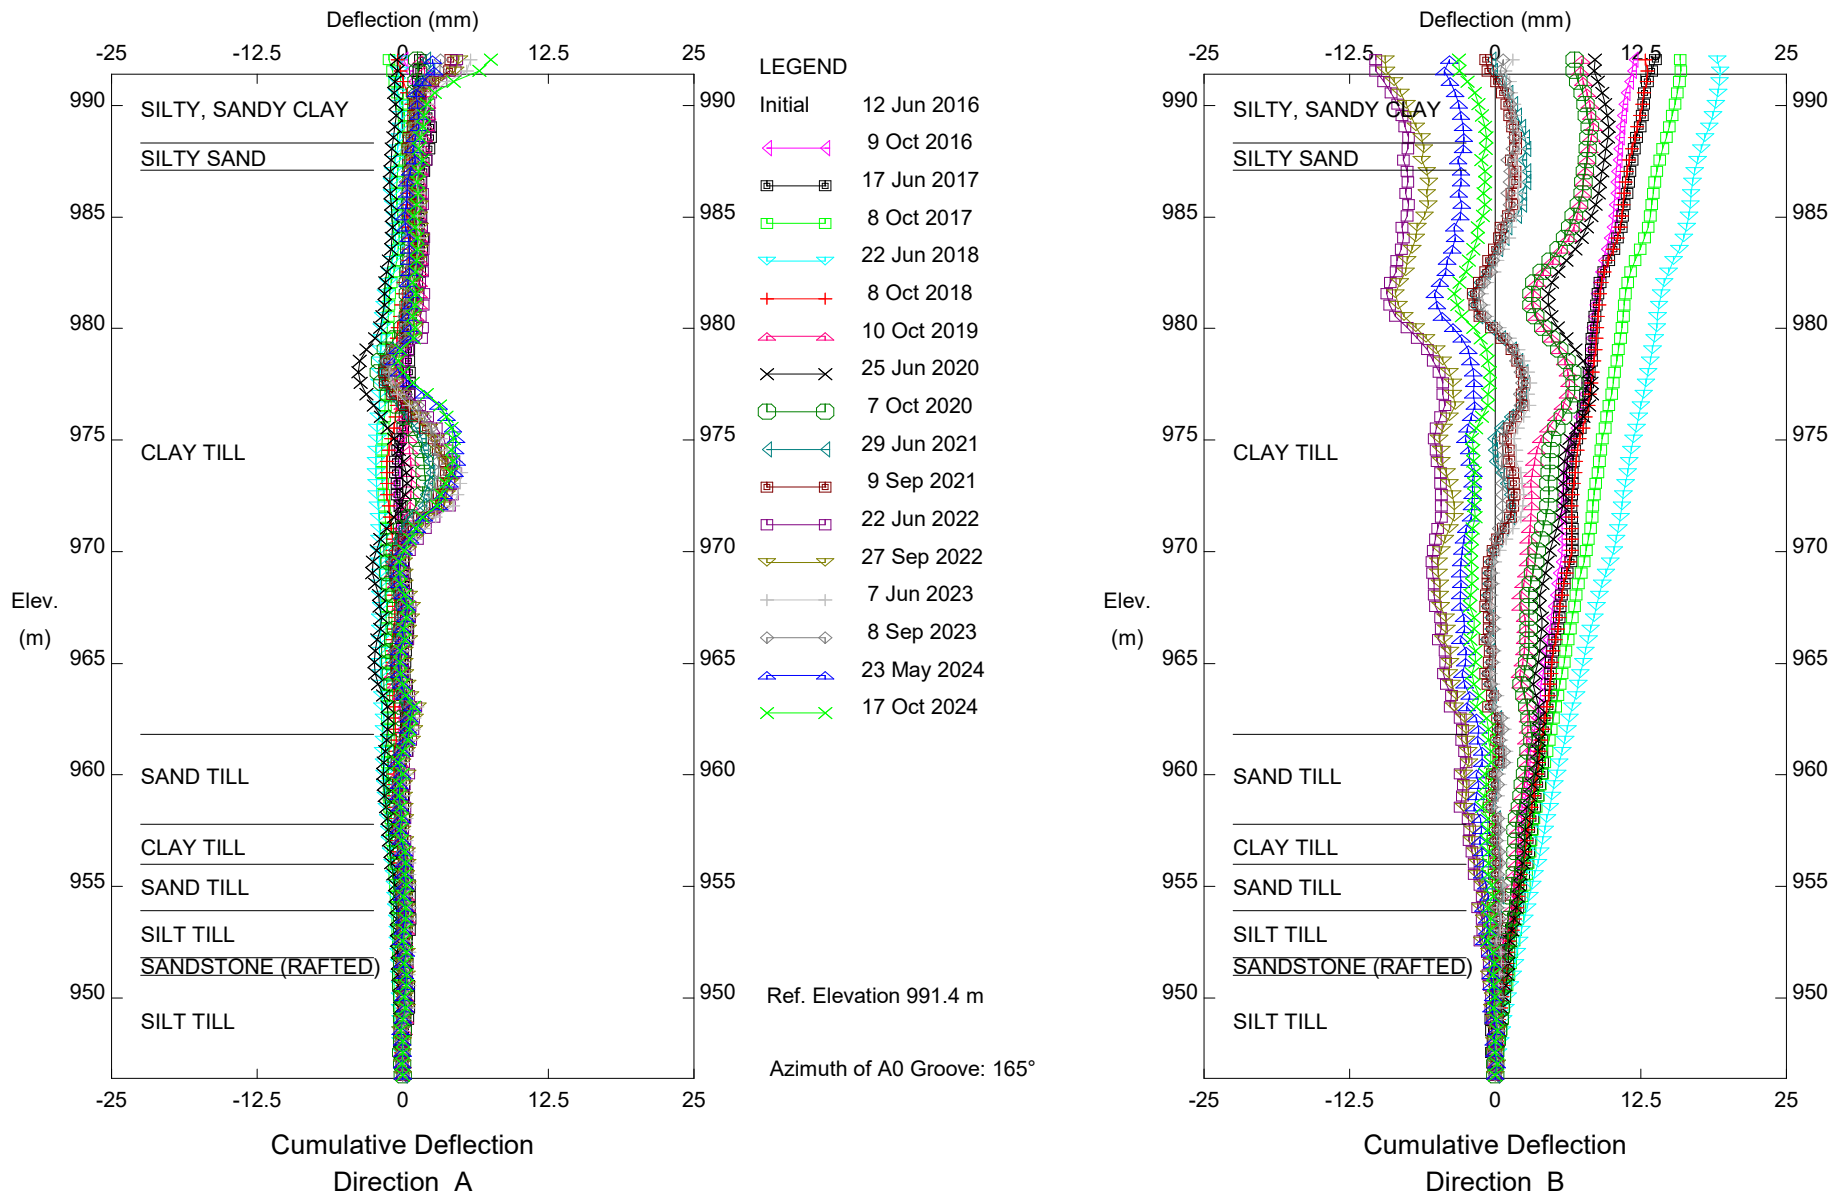 Deflection (mm)
-25 -12.5 0 12.5 25
990 990
985 985
980 980
975 975
970 970
965 965
960 960
955 955
950 950
Elev.
(m)
SILTY, SANDY CLAY
SILTY SAND
CLAY TILL
SAND TILL
CLAY TILL
SAND TILL
SILT TILL
SANDSTONE (RAFTED)
SILT TILL
-25 -12.5 0 12.5 25
Cumulative Deflection
Direction A
LEGEND
Initial 12 Jun 2016
9 Oct 2016
17 Jun 2017
8 Oct 2017
22 Jun 2018
8 Oct 2018
10 Oct 2019
25 Jun 2020
7 Oct 2020
29 Jun 2021
9 Sep 2021
22 Jun 2022
27 Sep 2022
7 Jun 2023
8 Sep 2023
23 May 2024
17 Oct 2024
Ref. Elevation 991.4 m
Azimuth of A0 Groove: 165°
Deflection (mm)
-25 -12.5 0 12.5 25
990 990
985 985
980 980
975 975
970 970
965 965
960 960
955 955
950 950
Elev.
(m)
SILTY, SANDY CLAY
SILTY SAND
CLAY TILL
SAND TILL
CLAY TILL
SAND TILL
SILT TILL
SANDSTONE (RAFTED)
SILT TILL
-25 -12.5 0 12.5 25
Cumulative Deflection
Direction B